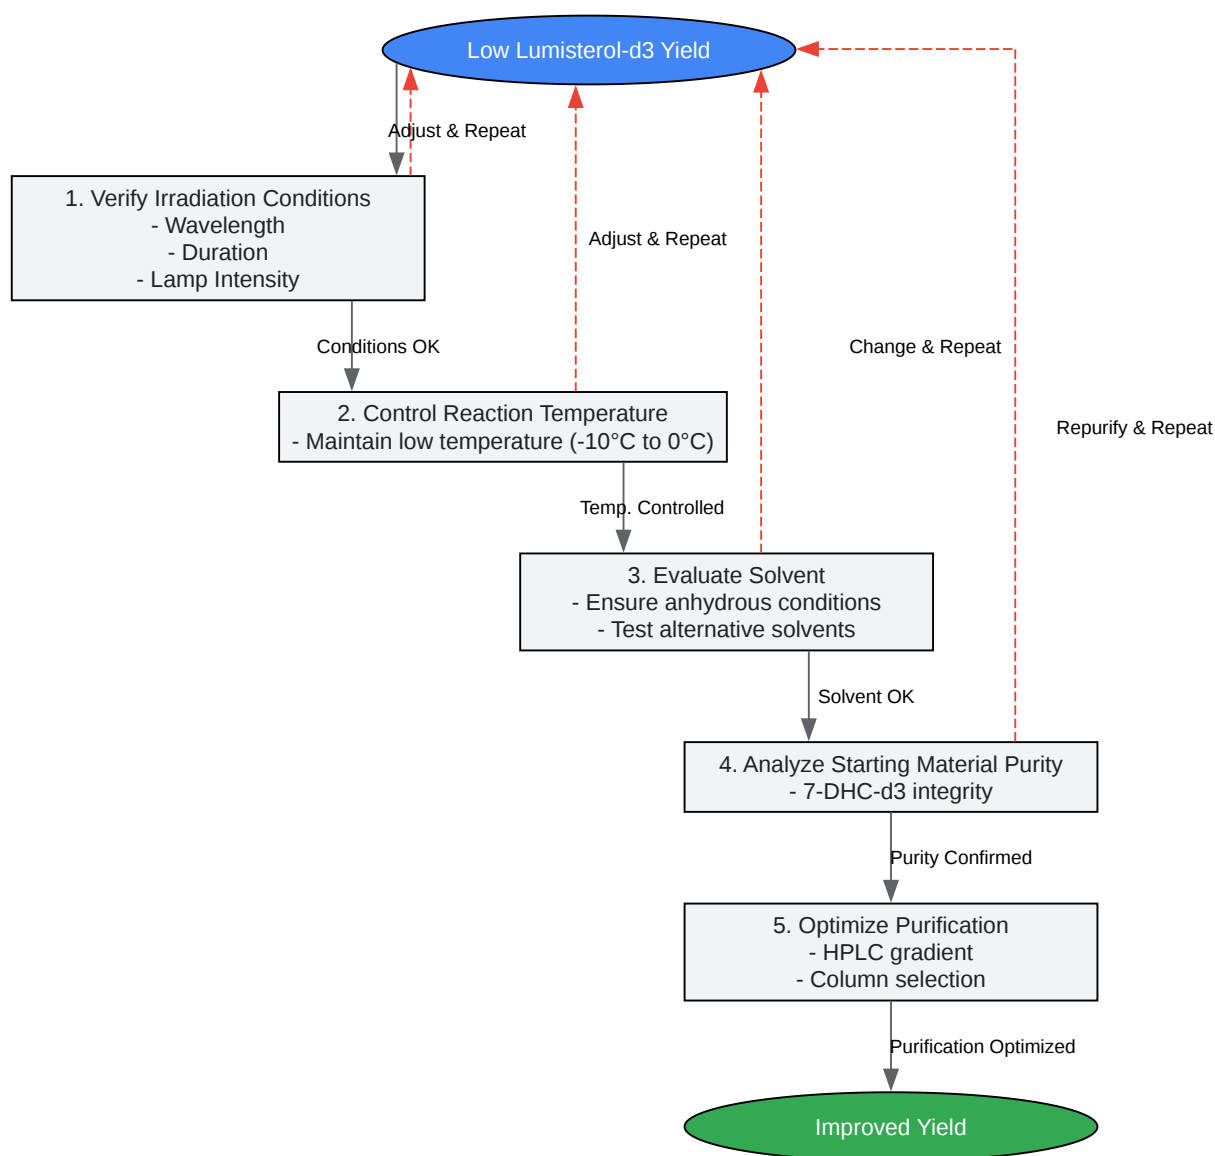 Low Lumisterol-d3 Yield
Adjust & Repeat
1. Verify Irradiation Conditions
- Wavelength
- Duration
- Lamp Intensity
Adjust & Repeat
Conditions OK
Change & Repeat
2. Control Reaction Temperature
- Maintain low temperature (-10°C to 0°C)
Repurify & Repeat
Temp. Controlled
3. Evaluate Solvent
- Ensure anhydrous conditions
- Test alternative solvents
Solvent OK
4. Analyze Starting Material Purity
- 7-DHC-d3 integrity
Purity Confirmed
5. Optimize Purification
- HPLC gradient
- Column selection
Purification Optimized
Improved Yield